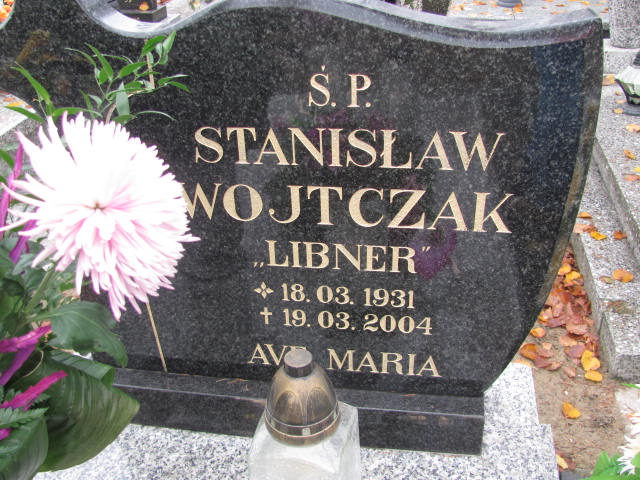 Ś. P.
STANISŁAW
WOJTCZAK
„LIBNER”
18. 03. 1931
† 19. 03. 2004
AVE MARIA